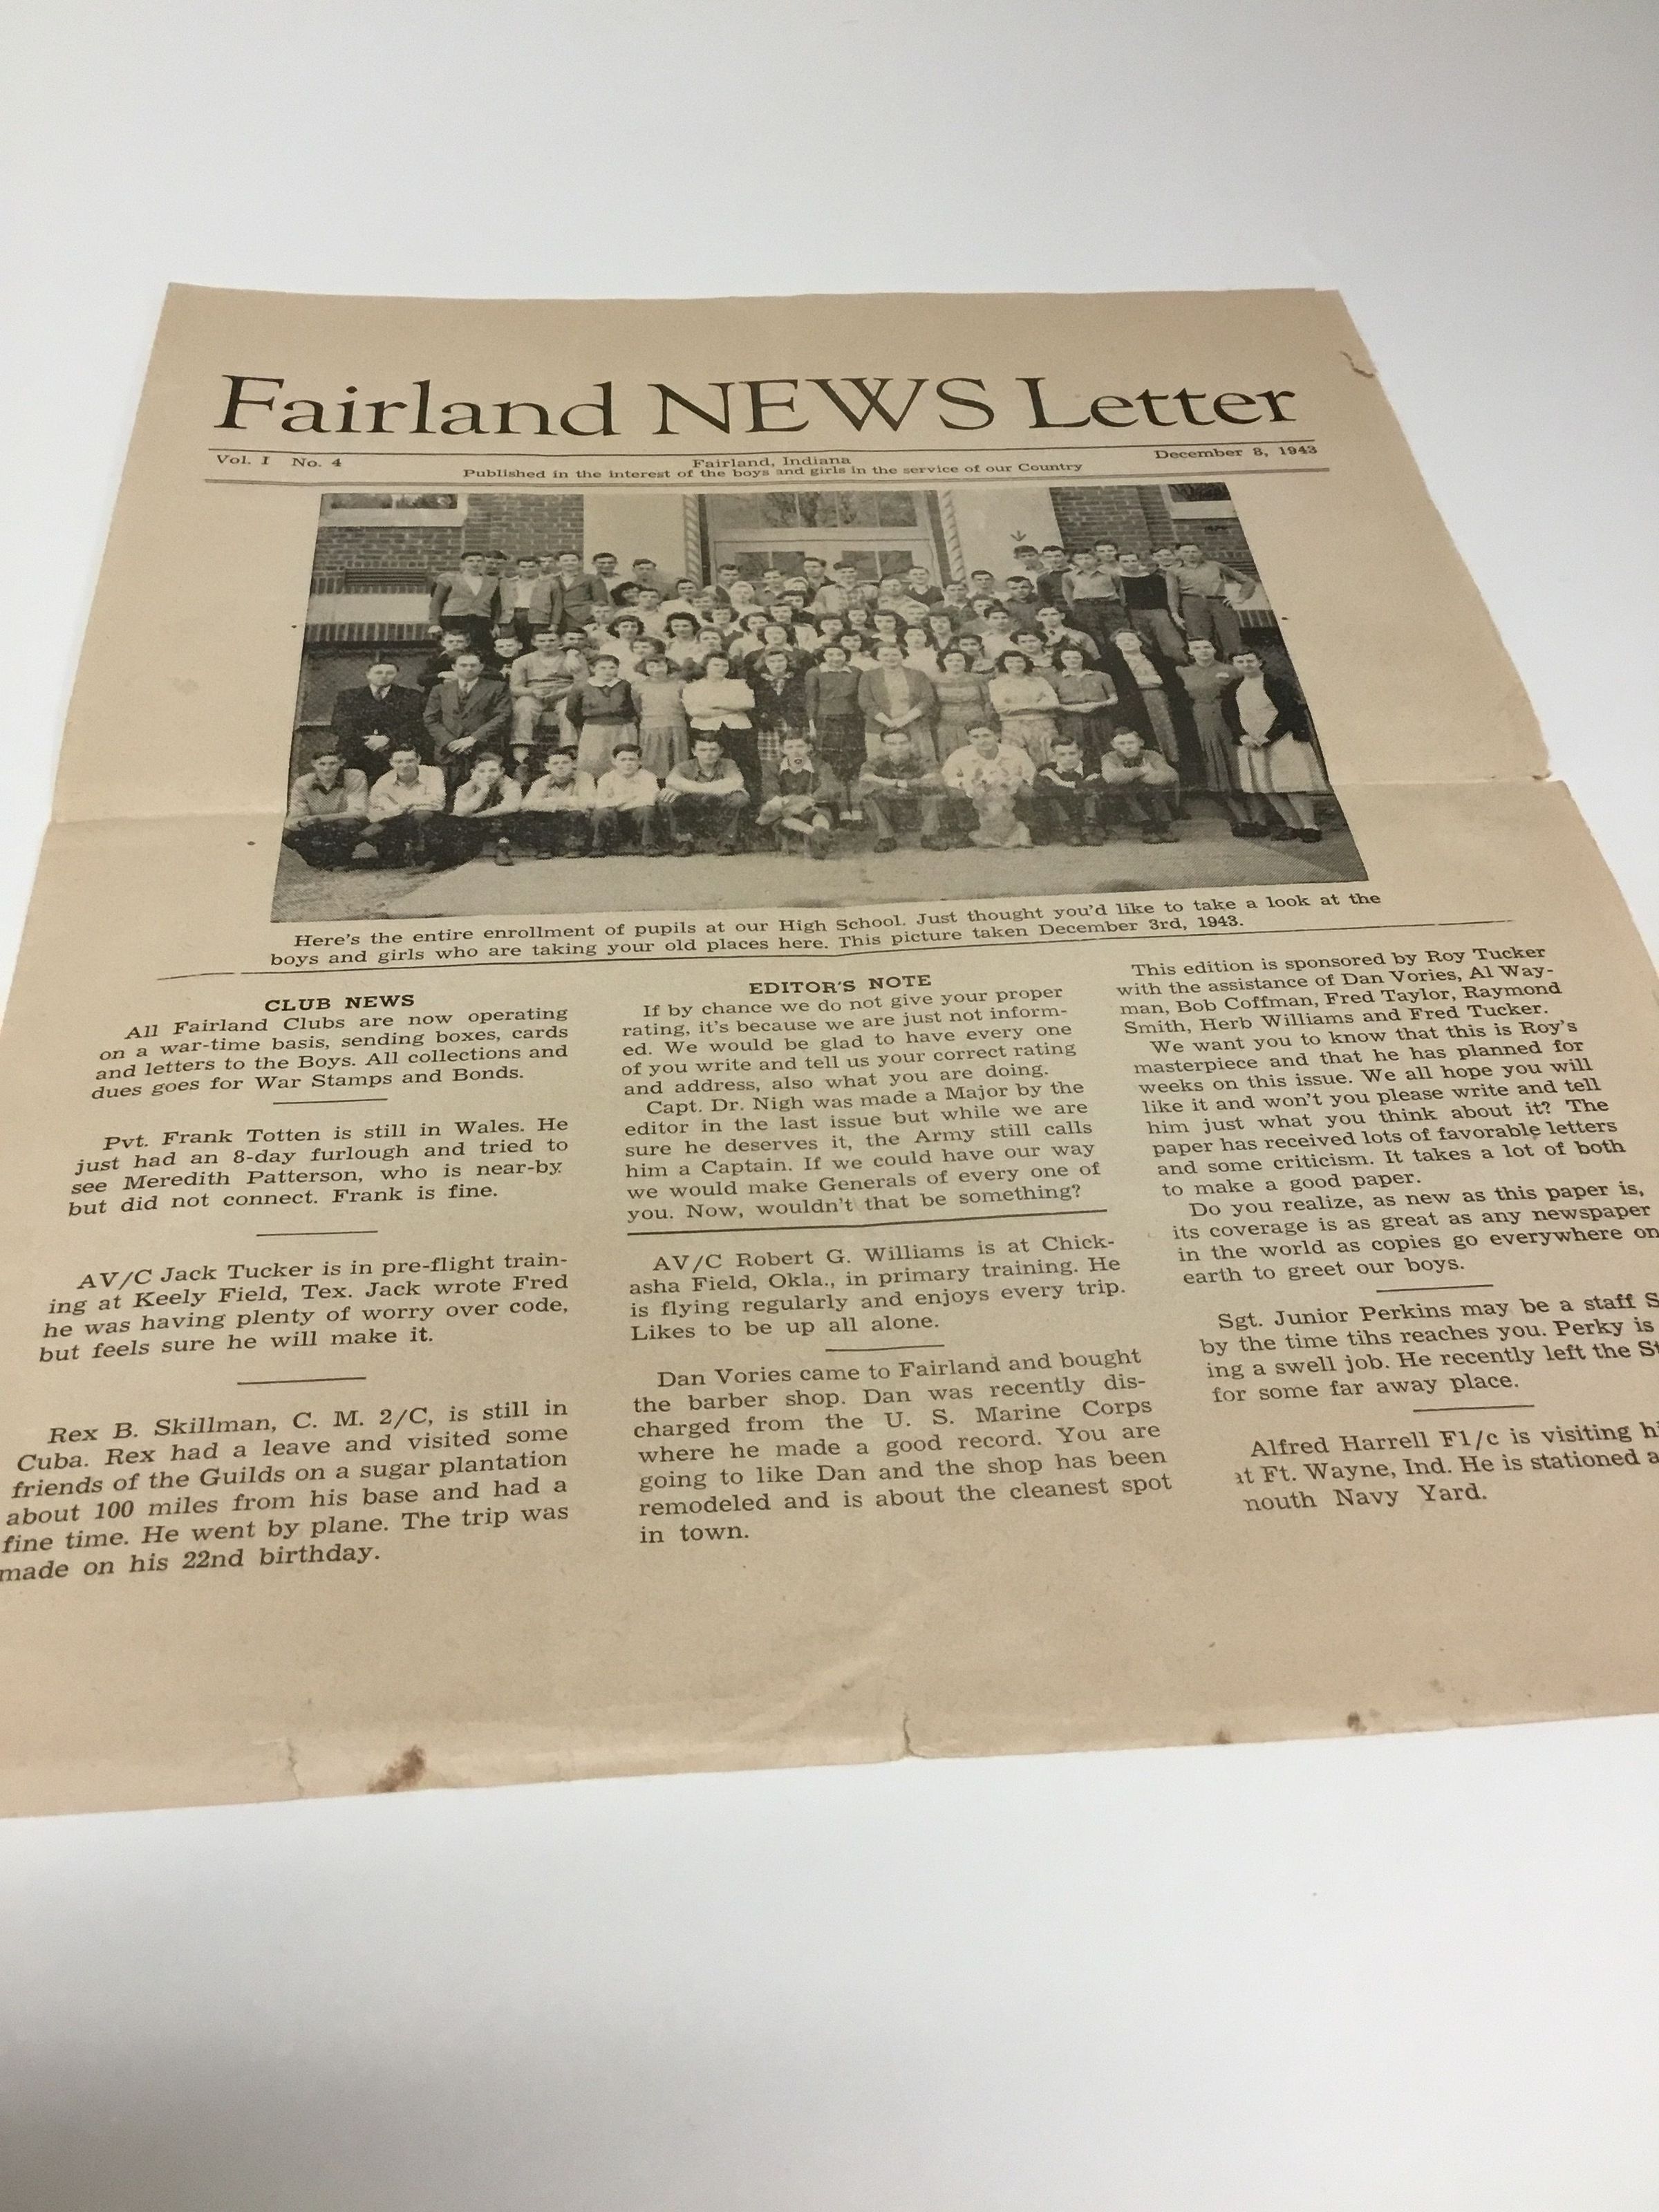 Fairland NEWS Letter
Vol. I No. 4
Fairland, Indiana
December 8, 1943
Published in the interest of the boys and girls in the service of our Country
Here's the entire enrollment of pupils at our High School. Just thought you'd like to take a look at the
boys and girls who are taking your old places here. This picture taken December 3rd, 1943.
CLUB NEWS
All Fairland Clubs are now operating
on a war-time basis, sending boxes, cards
and letters to the Boys. All collections and
dues goes for War Stamps and Bonds.
Pvt. Frank Totten is still in Wales. He
just had an 8-day furlough and tried to
see Meredith Patterson, who is near-by
but did not connect. Frank is fine.
AV/C Jack Tucker is in pre-flight train-
ing at Keely Field, Tex. Jack wrote Fred
he was having plenty of worry over code,
but feels sure he will make it.
Rex B. Skillman, C. M. 2/C, is still in
Cuba. Rex had a leave and visited some
friends of the Guilds on a sugar plantation
about 100 miles from his base and had a
fine time. He went by plane. The trip was
made on his 22nd birthday.
EDITOR'S NOTE
If by chance we do not give your proper
rating, it's because we are just not inform-
ed. We would be glad to have every one
of you write and tell us your correct rating
and address, also what you are doing.
Capt. Dr. Nigh was made a Major by the
editor in the last issue but while we are
sure he deserves it, the Army still calls
him a Captain. If we could have our way
we would make Generals of every one of
you. Now, wouldn't that be something?
AV/C Robert G. Williams is at Chick-
asha Field, Okla., in primary training. He
is flying regularly and enjoys every trip.
Likes to be up all alone.
Dan Vories came to Fairland and bought
the barber shop. Dan was recently dis-
charged from the U. S. Marine Corps
where he made a good record. You are
going to like Dan and the shop has been
remodeled and is about the cleanest spot
in town.
This edition is sponsored by Roy Tucker
with the assistance of Dan Vories, Al Way-
man, Bob Coffman, Fred Taylor, Raymond
Smith, Herb Williams and Fred Tucker.
We want you to know that this is Roy's
masterpiece and that he has planned for
weeks on this issue. We all hope you will
like it and won't you please write and tell
him just what you think about it? The
paper has received lots of favorable letters
and some criticism. It takes a lot of both
to make a good paper.
Do you realize, as new as this paper is,
its coverage is as great as any newspaper
in the world as copies go everywhere on
earth to greet our boys.
Sgt. Junior Perkins may be a staff S
by the time tihs reaches you. Perky is
ing a swell job. He recently left the St
for some far away place.
Alfred Harrell F1/c is visiting hi
at Ft. Wayne, Ind. He is stationed a
mouth Navy Yard.